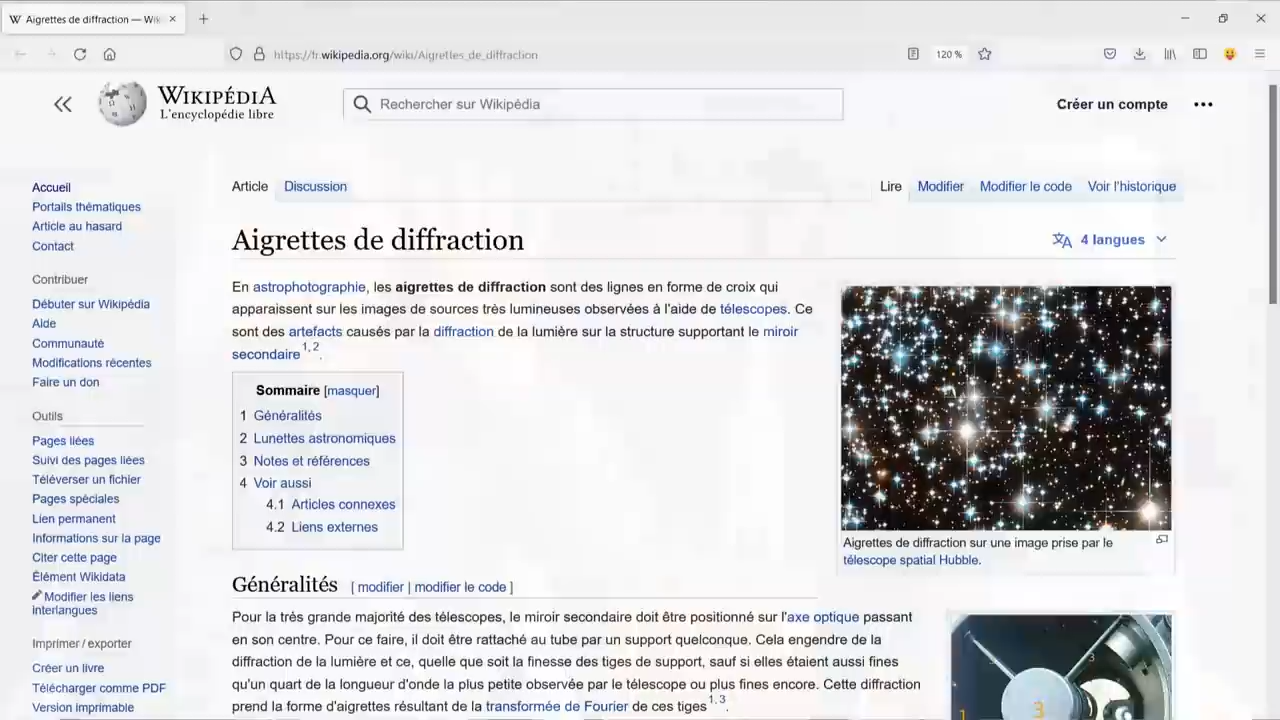 Aigrettes de diffraction — Wik
https://fr.wikipedia.org/wiki/Aigrettes_de_diffraction
120 %
WIKIPÉDIA
L'encyclopédie libre
Rechercher sur Wikipédia
Créer un compte
Accueil
Portails thématiques
Article au hasard
Contact
Contribuer
Débuter sur Wikipédia
Aide
Communauté
Modifications récentes
Faire un don
Outils
Pages liées
Suivi des pages liées
Téléverser un fichier
Pages spéciales
Lien permanent
Informations sur la page
Citer cette page
Élément Wikidata
Modifier les liens
interlangues
Imprimer / exporter
Créer un livre
Télécharger comme PDF
Version imprimable
Article Discussion
Lire Modifier Modifier le code Voir l'historique
Aigrettes de diffraction
4 langues
En astrophotographie, les aigrettes de diffraction sont des lignes en forme de croix qui
apparaissent sur les images de sources très lumineuses observées à l'aide de télescopes. Ce
sont des artefacts causés par la diffraction de la lumière sur la structure supportant le miroir
secondaire1, 2.
Sommaire [masquer]
1 Généralités
2 Lunettes astronomiques
3 Notes et références
4 Voir aussi
4.1 Articles connexes
4.2 Liens externes
Aigrettes de diffraction sur une image prise par le
télescope spatial Hubble.
Généralités [ modifier | modifier le code ]
Pour la très grande majorité des télescopes, le miroir secondaire doit être positionné sur l'axe optique passant
en son centre. Pour ce faire, il doit être rattaché au tube par un support quelconque. Cela engendre de la
diffraction de la lumière et ce, quelle que soit la finesse des tiges de support, sauf si elles étaient aussi fines
qu'un quart de la longueur d'onde la plus petite observée par le télescope ou plus fines encore. Cette diffraction
prend la forme d'aigrettes résultant de la transformée de Fourier de ces tiges1, 3.
3
3
1